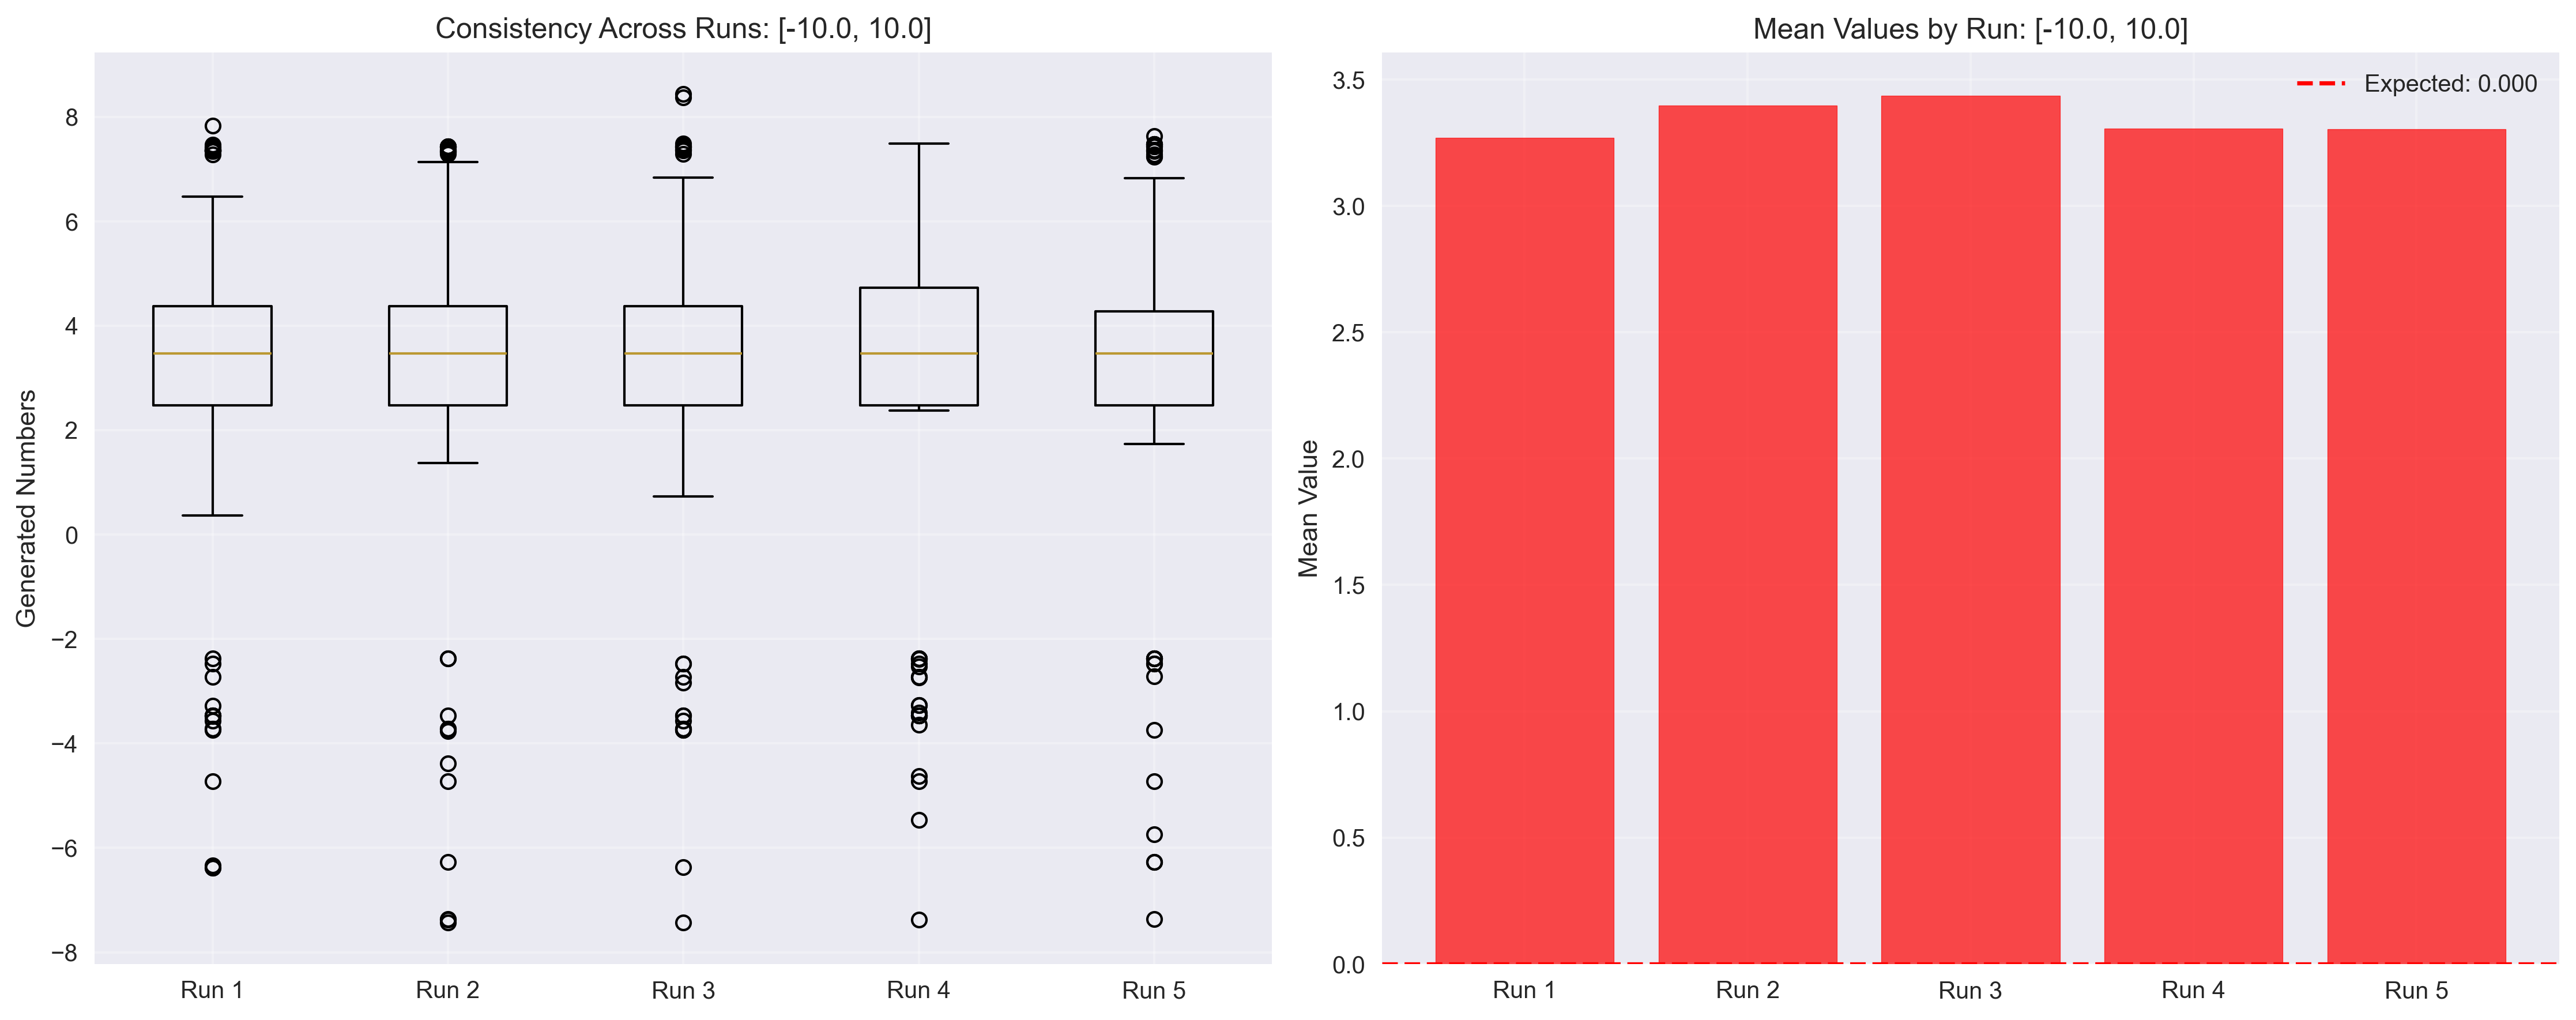 Consistency Across Runs: [-10.0, 10.0]
Generated Numbers
8
6
4
2
0
−2
−4
−6
−8
Run 1 Run 2 Run 3 Run 4 Run 5
Mean Values by Run: [-10.0, 10.0]
Expected: 0.000
Mean Value
3.5
3.0
2.5
2.0
1.5
1.0
0.5
0.0
Run 1 Run 2 Run 3 Run 4 Run 5